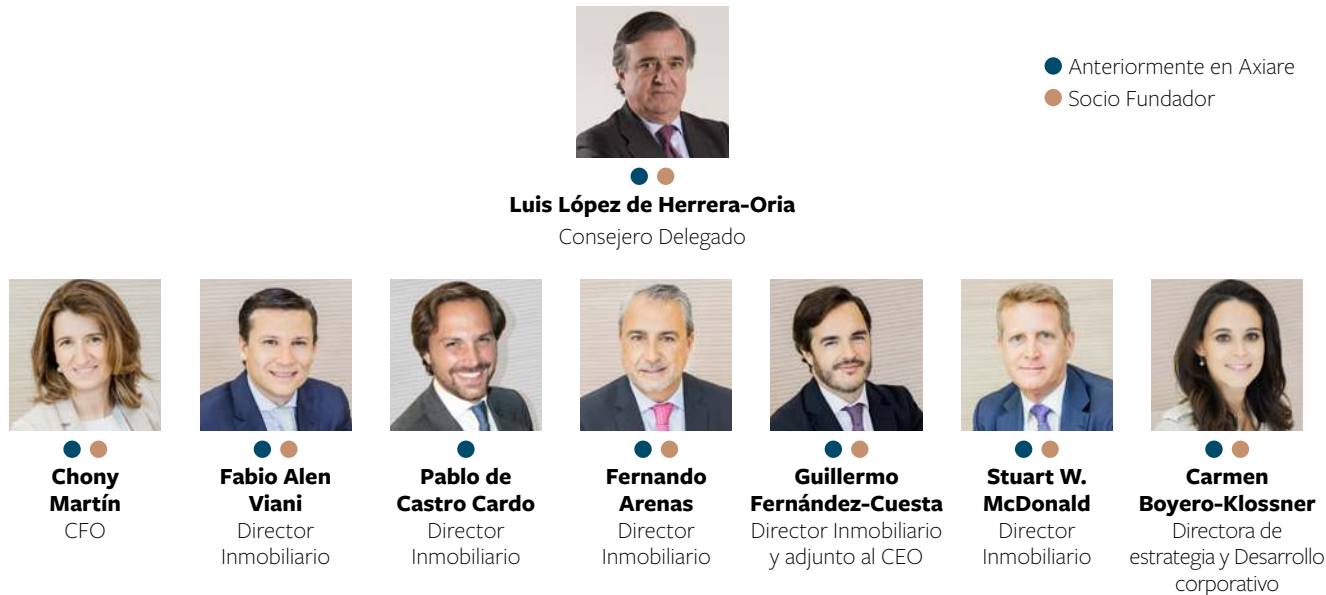 Anteriormente en Axiare
Socio Fundador
Luis López de Herrera-Oria
Consejero Delegado
Chony
Martín
CFO
Fabio Alen
Viani
Director
Inmobiliario
Pablo de
Castro Cardo
Director
Inmobiliario
Fernando
Arenas
Director
Inmobiliario
Guillermo
Fernández-Cuesta
Director Inmobiliario
y adjunto al CEO
Stuart W.
McDonald
Director
Inmobiliario
Carmen
Boyero-Klossner
Directora de
estrategia y Desarrollo
corporativo